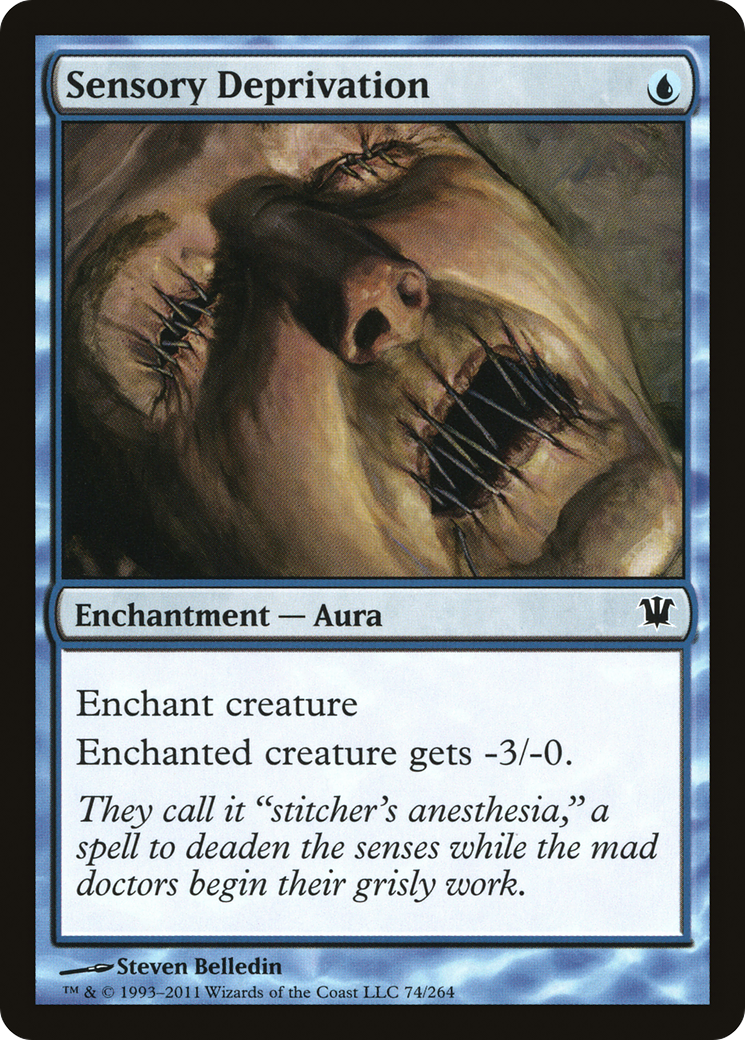 Sensory Deprivation
Enchantment — Aura
Enchant creature
Enchanted creature gets -3/-0.
They call it “stitcher’s anesthesia,” a
spell to deaden the senses while the mad
doctors begin their grisly work.
Steven Belledin
™ & © 1993–2011 Wizards of the Coast LLC 74/264